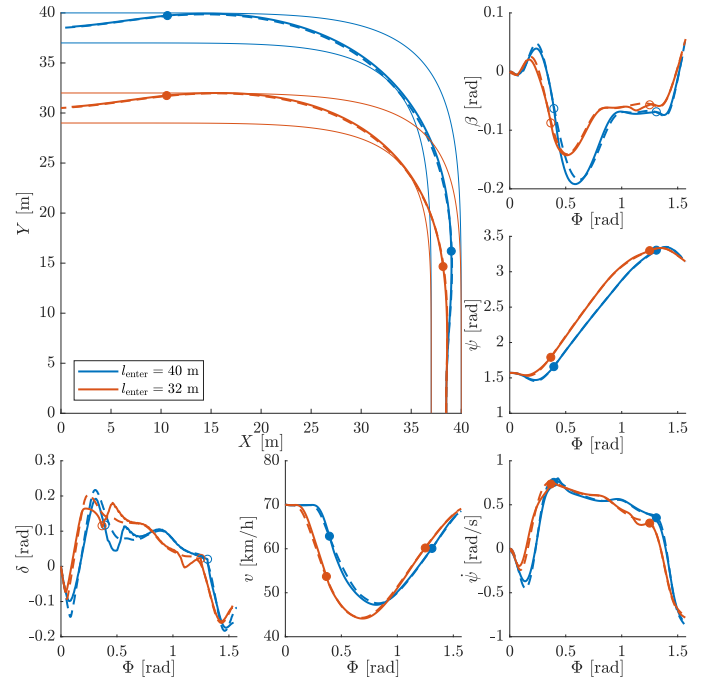 40
35
30
25
20
15
10
5
0
Y [m]
l_enter = 40 m
l_enter = 32 m
0 5 10 15 20 25 30 35 40
X [m]
0.1
0
-0.1
-0.2
β [rad]
0 0.5 1 1.5
Φ [rad]
3.5
3
2.5
2
1.5
1
ψ [rad]
0 0.5 1 1.5
Φ [rad]
0.3
0.2
0.1
0
-0.1
-0.2
δ [rad]
0 0.5 1 1.5
Φ [rad]
80
70
60
50
40
v [km/h]
0 0.5 1 1.5
Φ [rad]
1
0.5
0
-0.5
-1
ψ̇ [rad/s]
0 0.5 1 1.5
Φ [rad]